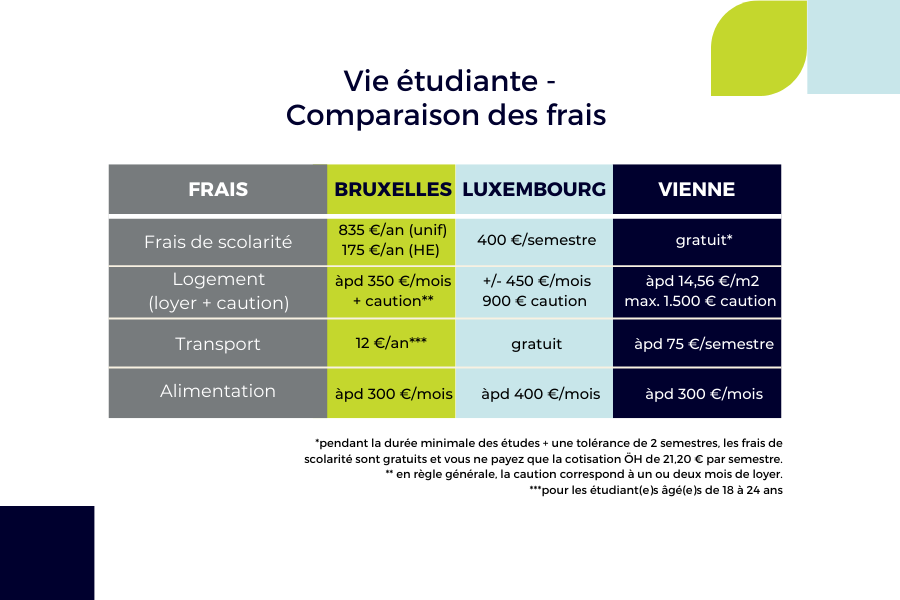 Vie étudiante -
Comparaison des frais
FRAIS BRUXELLES LUXEMBOURG VIENNE
Frais de scolarité
835 €/an (unif)
175 €/an (HE)
400 €/semestre
gratuit*
Logement
(loyer + caution)
àpd 350 €/mois
+ caution**
+/- 450 €/mois
900 € caution
àpd 14,56 €/m2
max. 1.500 € caution
Transport
12 €/an***
gratuit
àpd 75 €/semestre
Alimentation
àpd 300 €/mois
àpd 400 €/mois
àpd 300 €/mois
*pendant la durée minimale des études + une tolérance de 2 semestres, les frais de
scolarité sont gratuits et vous ne payez que la cotisation ÖH de 21,20 € par semestre.
** en règle générale, la caution correspond à un ou deux mois de loyer.
***pour les étudiant(e)s âgé(e)s de 18 à 24 ans